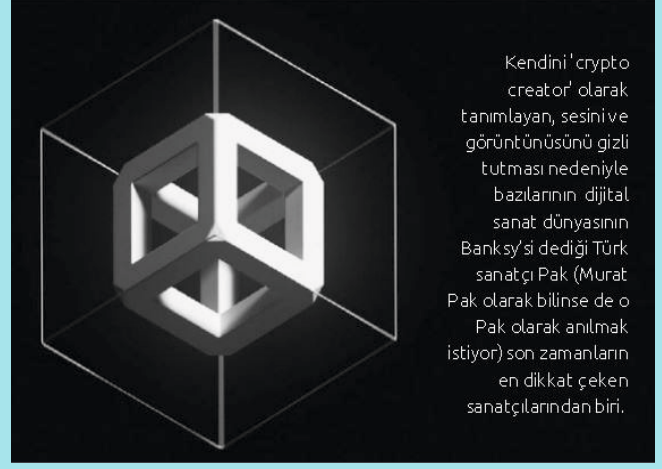 Kendini 'crypto
creator' olarak
tanımlayan, sesini ve
görüntünüsünü gizli
tutması nedeniyle
bazılarının dijital
sanat dünyasının
Banksy'si dediği Türk
sanatçı Pak (Murat
Pak olarak bilinse de o
Pak olarak anılmak
istiyor) son zamanların
en dikkat çeken
sanatçılarından biri.